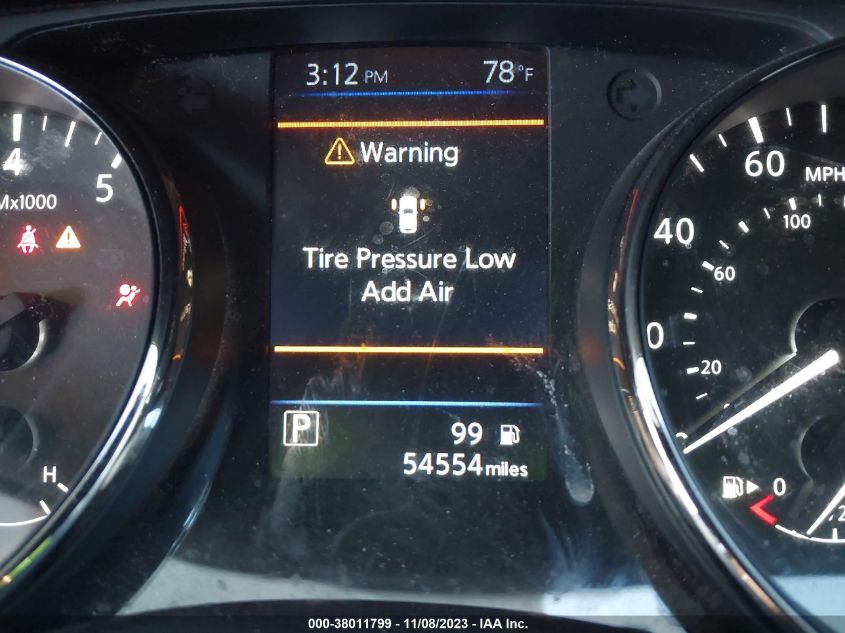 3:12 PM 78°F
Warning
Tire Pressure Low
Add Air
P 99
54554 miles
4
5
x1000
H
60
MPH
40
100
60
0
20
0
000-38011799 - 11/08/2023 - IAA Inc.